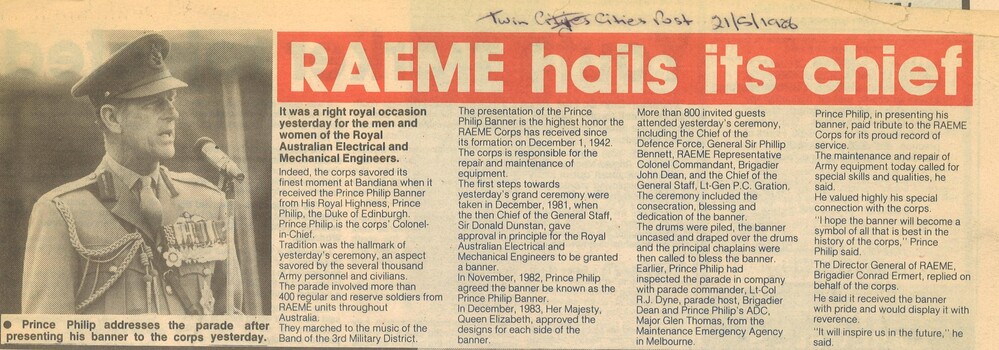 Twin Cities Post 21/5/1986
RAEME hails its chief
● Prince Philip addresses the parade after
presenting his banner to the corps yesterday.
It was a right royal occasion
yesterday for the men and
women of the Royal
Australian Electrical and
Mechanical Engineers.
Indeed, the corps savored its
finest moment at Bandiana when it
received the Prince Philip Banner
from His Royal Highness, Prince
Philip, the Duke of Edinburgh.
Prince Philip is the corps' Colonel-
in-Chief.
Tradition was the hallmark of
yesterday's ceremony, an aspect
savored by the several thousand
Army personnel and civilians.
The parade involved more than
400 regular and reserve soldiers from
RAEME units throughout
Australia.
They marched to the music of the
Band of the 3rd Military District.
The presentation of the Prince
Philip Banner is the highest honor the
RAEME Corps has received since
its formation on December 1, 1942.
The corps is responsible for the
repair and maintenance of
equipment.
The first steps towards
yesterday's grand ceremony were
taken in December, 1981, when
the then Chief of the General Staff,
Sir Donald Dunstan, gave
approval in principle for the Royal
Australian Electrical and
Mechanical Engineers to be granted
a banner.
In November, 1982, Prince Philip
agreed the banner be known as the
Prince Philip Banner.
In December, 1983, Her Majesty,
Queen Elizabeth, approved the
designs for each side of the
banner.
More than 800 invited guests
attended yesterday's ceremony,
including the Chief of the
Defence Force, General Sir Phillip
Bennett, RAEME Representative
Colonel Commandant, Brigadier
John Dean, and the Chief of the
General Staff, Lt-Gen P.C. Gration.
The ceremony included the
consecration, blessing and
dedication of the banner.
The drums were piled, the banner
uncased and draped over the drums
and the principal chaplains were
then called to bless the banner.
Earlier, Prince Philip had
inspected the parade in company
with parade commander, Lt-Col
R.J. Dyne, parade host, Brigadier
Dean and Prince Philip's ADC,
Major Glen Thomas, from the
Maintenance Emergency Agency
in Melbourne.
Prince Philip, in presenting his
banner, paid tribute to the RAEME
Corps for its proud record of
service.
The maintenance and repair of
Army equipment today called for
special skills and qualities, he
said.
He valued highly his special
connection with the corps.
"I hope the banner will become a
symbol of all that is best in the
history of the corps," Prince
Philip said.
The Director General of RAEME,
Brigadier Conrad Ermert, replied on
behalf of the corps.
He said it received the banner
with pride and would display it with
reverence.
"It will inspire us in the future," he
said.